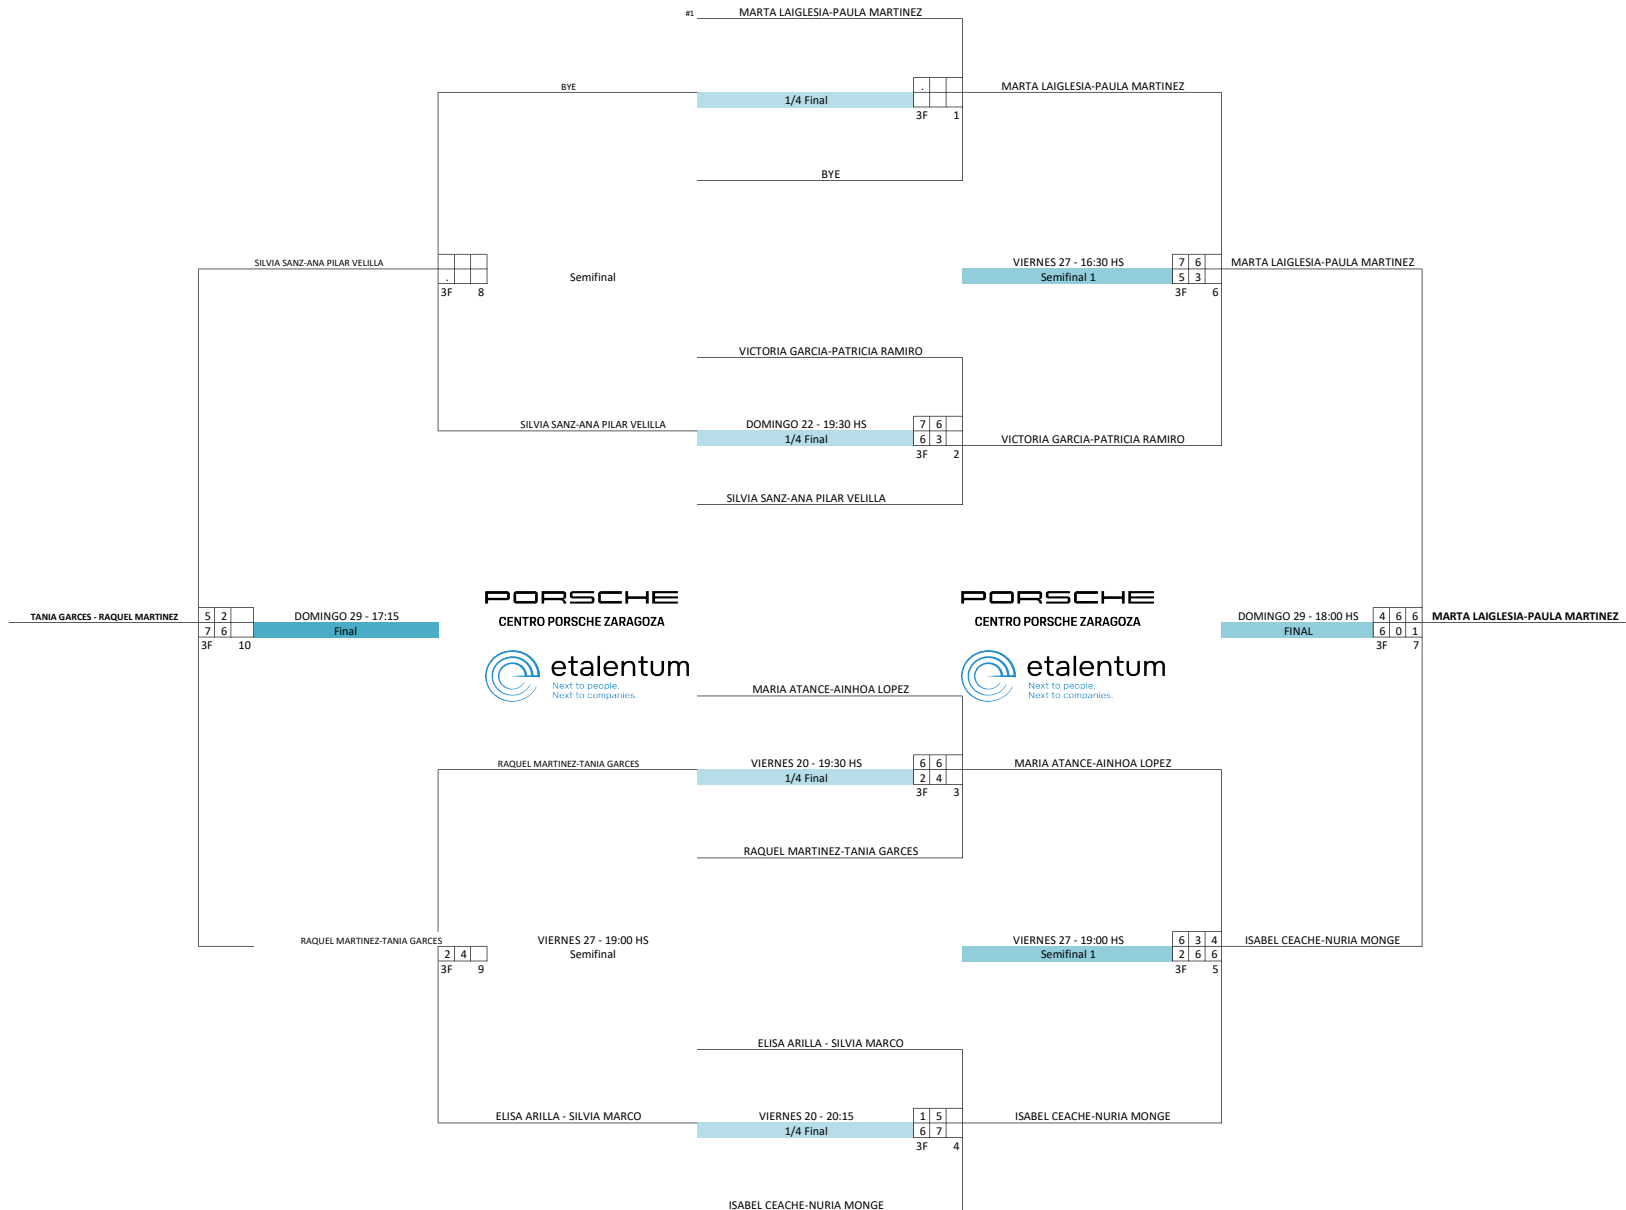 #1 MARTA LAIGLESIA-PAULA MARTINEZ
BYE . MARTA LAIGLESIA-PAULA MARTINEZ
1/4 Final
3F 1
BYE
SILVIA SANZ-ANA PILAR VELILLA VIERNES 27 - 16:30 HS 7 6 MARTA LAIGLESIA-PAULA MARTINEZ
. Semifinal Semifinal 1 5 3
3F 8 3F 6
VICTORIA GARCIA-PATRICIA RAMIRO
SILVIA SANZ-ANA PILAR VELILLA DOMINGO 22 - 19:30 HS 7 6
1/4 Final 6 3 VICTORIA GARCIA-PATRICIA RAMIRO
3F 2
SILVIA SANZ-ANA PILAR VELILLA
PORSCHE PORSCHE
CENTRO PORSCHE ZARAGOZA CENTRO PORSCHE ZARAGOZA
TANIA GARCES - RAQUEL MARTINEZ 5 2 DOMINGO 29 - 17:15 DOMINGO 29 - 18:00 HS 4 6 6 MARTA LAIGLESIA-PAULA MARTINEZ
7 6 Final FINAL 6 0 1
3F 10 3F 7
etalentum etalentum
Next to people. Next to people.
Next to companies. Next to companies.
MARIA ATANCE-AINHOA LOPEZ
RAQUEL MARTINEZ-TANIA GARCES VIERNES 20 - 19:30 HS 6 6 MARIA ATANCE-AINHOA LOPEZ
1/4 Final 2 4
3F 3
RAQUEL MARTINEZ-TANIA GARCES
RAQUEL MARTINEZ-TANIA GARCES VIERNES 27 - 19:00 HS VIERNES 27 - 19:00 HS 6 3 4 ISABEL CEACHE-NURIA MONGE
2 4 Semifinal Semifinal 1 2 6 6
3F 9 3F 5
ELISA ARILLA - SILVIA MARCO
ELISA ARILLA - SILVIA MARCO VIERNES 20 - 20:15 1 5 ISABEL CEACHE-NURIA MONGE
1/4 Final 6 7
3F 4
ISABEL CEACHE-NURIA MONGE